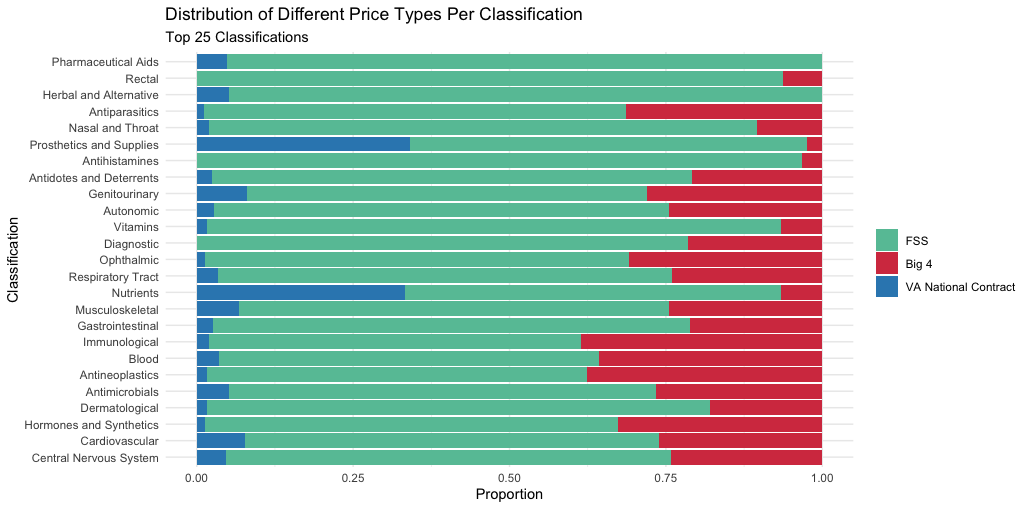 Distribution of Different Price Types Per Classification
Top 25 Classifications
Classification
Pharmaceutical Aids
Rectal
Herbal and Alternative
Antiparasitics
Nasal and Throat
Prosthetics and Supplies
Antihistamines
Antidotes and Deterrents
Genitourinary
Autonomic
Vitamins
Diagnostic
Ophthalmic
Respiratory Tract
Nutrients
Musculoskeletal
Gastrointestinal
Immunological
Blood
Antineoplastics
Antimicrobials
Dermatological
Hormones and Synthetics
Cardiovascular
Central Nervous System
0.00 0.25 0.50 0.75 1.00
Proportion
FSS
Big 4
VA National Contract